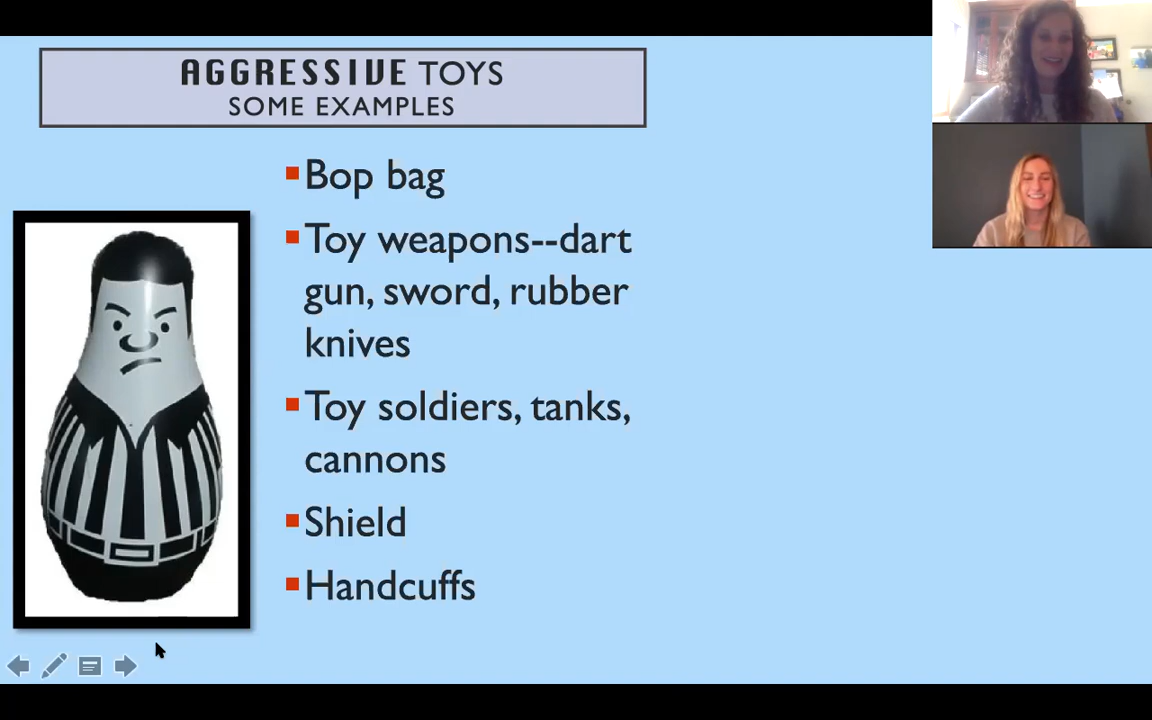 AGGRESSIVE TOYS
SOME EXAMPLES
Bop bag
Toy weapons--dart
gun, sword, rubber
knives
Toy soldiers, tanks,
cannons
Shield
Handcuffs